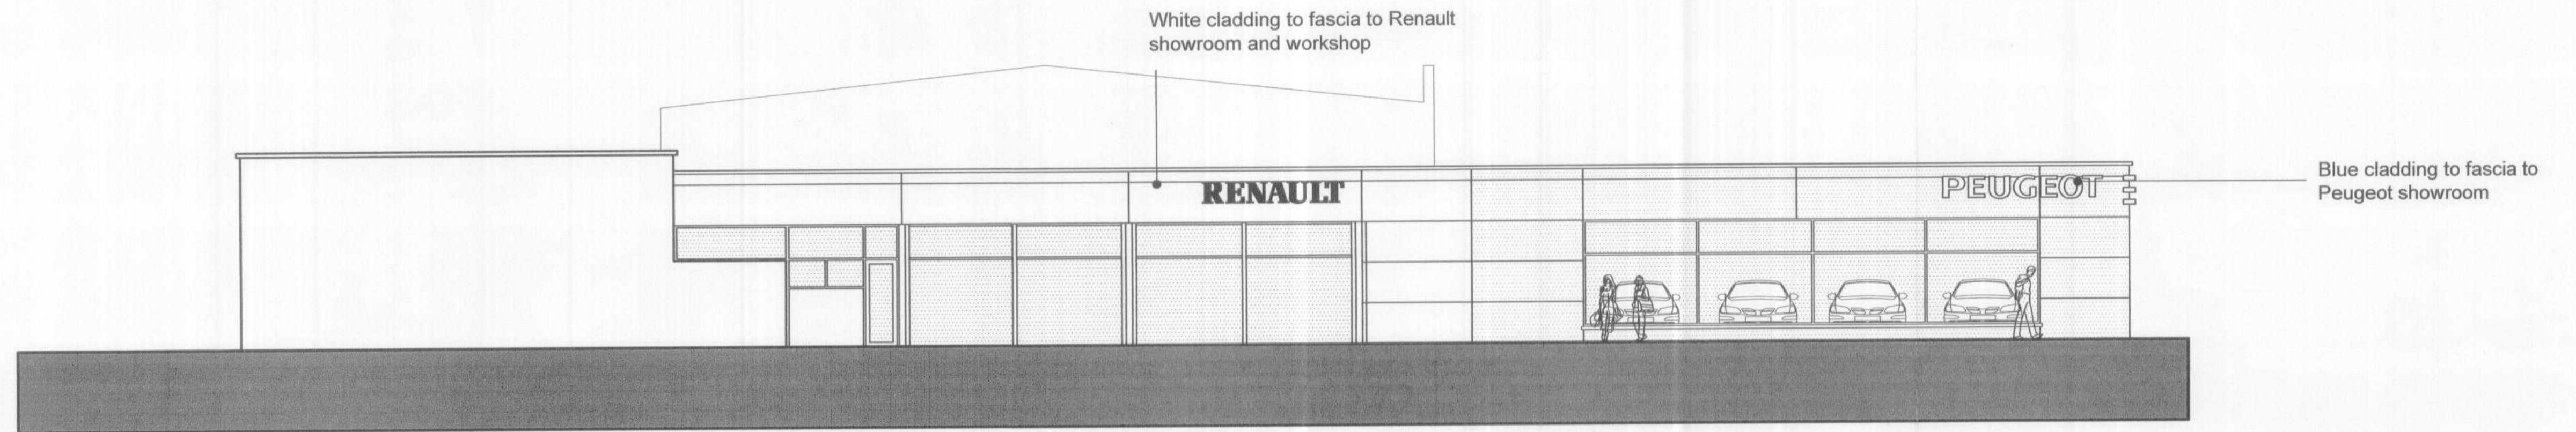 White cladding to fascia to Renault
showroom and workshop
RENAULT
PEUGEOT
Blue cladding to fascia to
Peugeot showroom